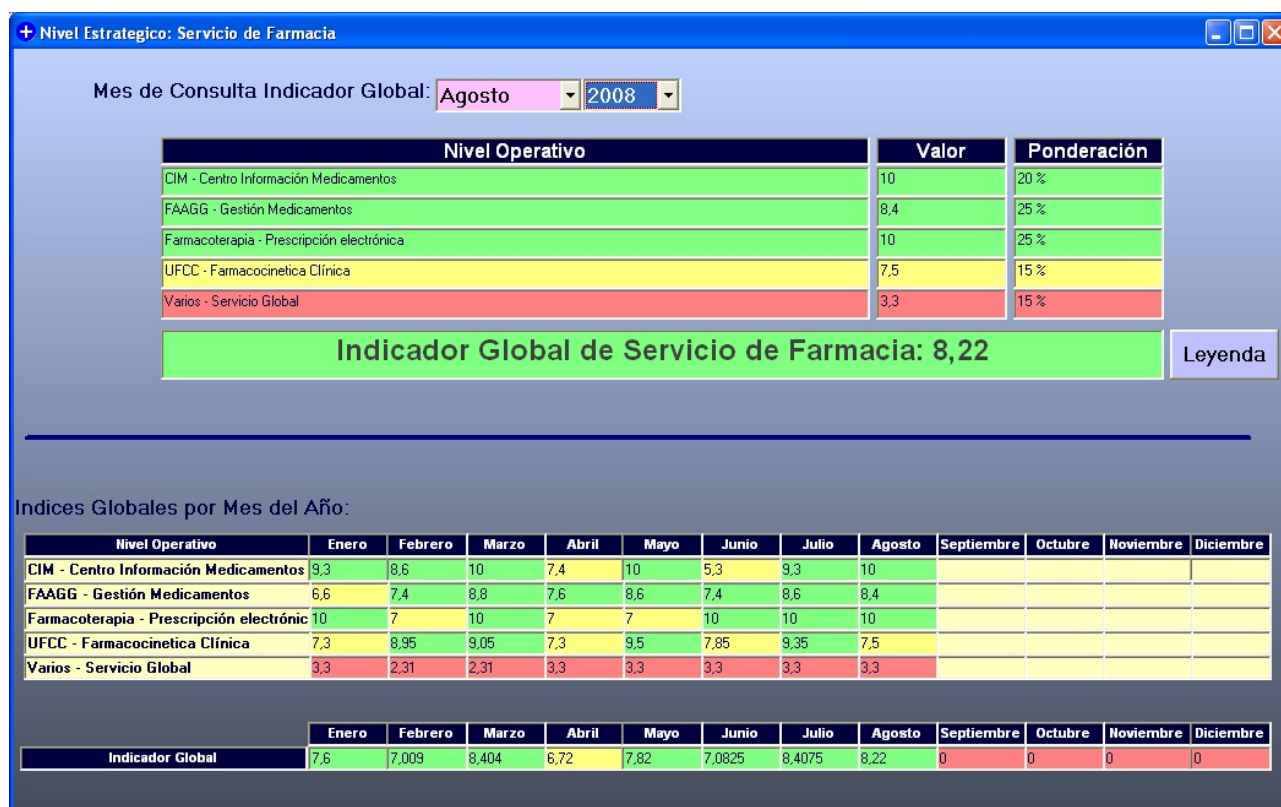 Nivel Estrategico: Servicio de Farmacia
Mes de Consulta Indicador Global: Agosto 2008
Nivel Operativo Valor Ponderación
CIM - Centro Información Medicamentos 10 20 %
FAAGG - Gestión Medicamentos 8,4 25 %
Farmacoterapia - Prescripción electrónica 10 25 %
UFCC - Farmacocinetica Clínica 7,5 15 %
Varios - Servicio Global 3,3 15 %
Indicador Global de Servicio de Farmacia: 8,22 Leyenda
Indices Globales por Mes del Año:
Nivel Operativo Enero Febrero Marzo Abril Mayo Junio Julio Agosto Septiembre Octubre Noviembre Diciembre
CIM - Centro Información Medicamentos 9,3 8,6 10 7,4 10 5,3 9,3 10
FAAGG - Gestión Medicamentos 6,6 7,4 8,8 7,6 8,6 7,4 8,6 8,4
Farmacoterapia - Prescripción electrónic 10 7 10 7 7 10 10 10
UFCC - Farmacocinetica Clínica 7,3 8,95 9,05 7,3 9,5 7,85 9,35 7,5
Varios - Servicio Global 3,3 2,31 2,31 3,3 3,3 3,3 3,3 3,3
Enero Febrero Marzo Abril Mayo Junio Julio Agosto Septiembre Octubre Noviembre Diciembre
Indicador Global 7,6 7,009 8,404 6,72 7,82 7,0825 8,4075 8,22 0 0 0 0